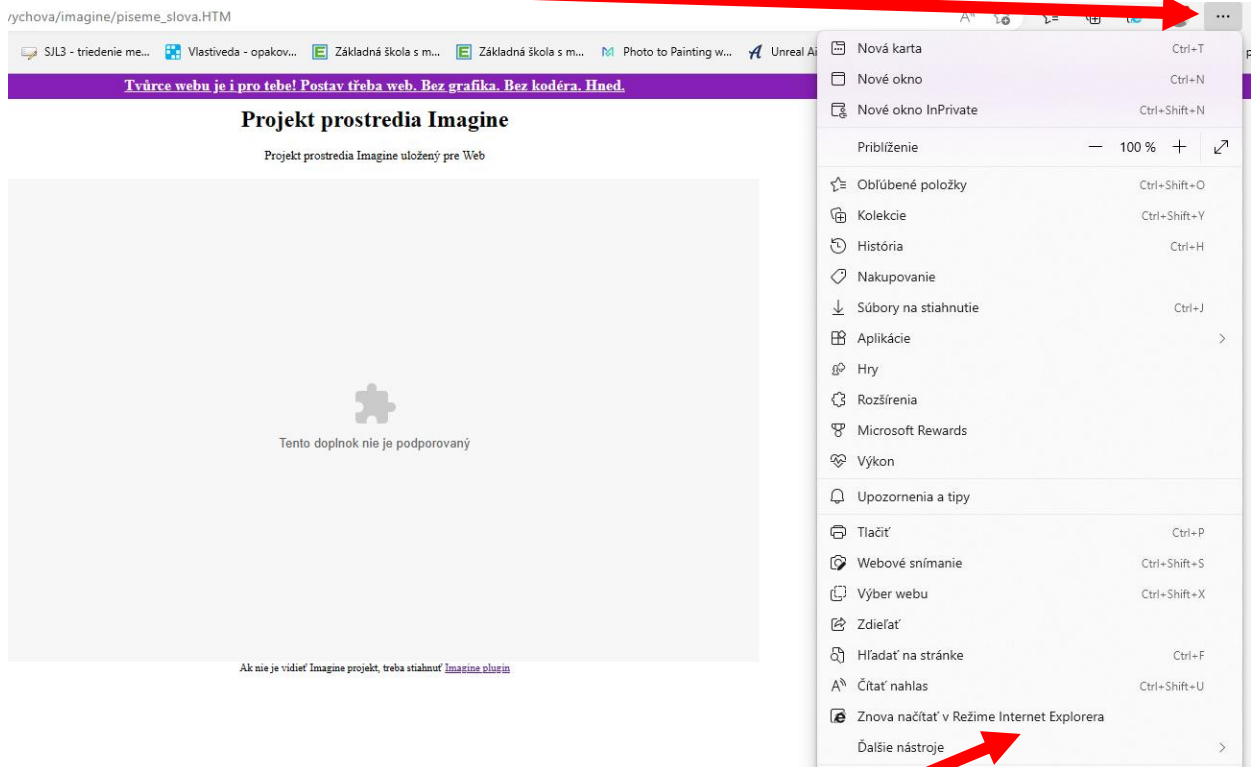 /vychova/imagine/piseme_slova.HTM
SJL3 - triedenie me... Vlastiveda - opakov... Základná škola s m... Základná škola s m... Photo to Painting w... Unreal Ai
Tvůrce webu je i pro tebe! Postav třeba web. Bez grafika. Bez kodéra. Hned.
Projekt prostredia Imagine
Projekt prostredia Imagine uložený pre Web
Tento doplnok nie je podporovaný
Ak nie je vidieť Imagine projekt, treba stiahnuť Imagine plugin
Nová karta Ctrl+T
Nové okno Ctrl+N
Nové okno InPrivate Ctrl+Shift+N
Priblíženie — 100 % +
Obľúbené položky Ctrl+Shift+O
Kolekcie Ctrl+Shift+Y
História Ctrl+H
Nakupovanie
Súbory na stiahnutie Ctrl+J
Aplikácie
Hry
Rozšírenia
Microsoft Rewards
Výkon
Upozornenia a tipy
Tlačiť Ctrl+P
Webové snímanie Ctrl+Shift+S
Výber webu Ctrl+Shift+X
Zdieľať
Hľadať na stránke Ctrl+F
Čítať nahlas Ctrl+Shift+U
Znova načítať v Režime Internet Explorera
Ďalšie nástroje